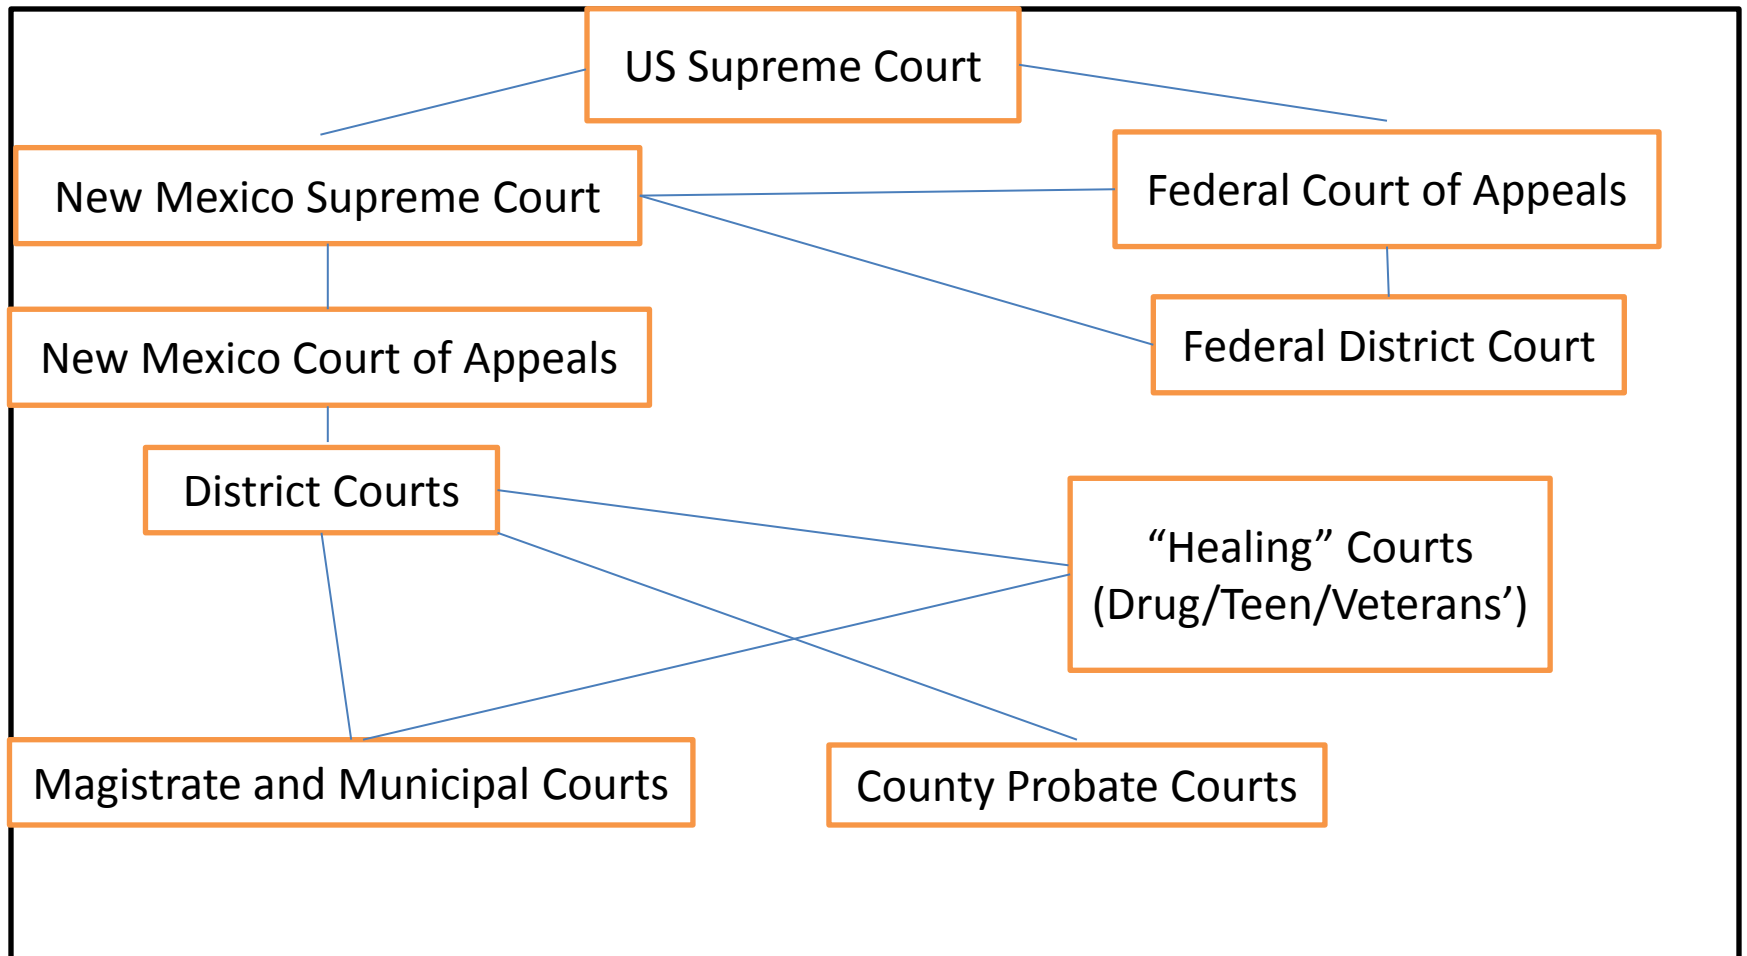 US Supreme Court
New Mexico Supreme Court
Federal Court of Appeals
New Mexico Court of Appeals
Federal District Court
District Courts
“Healing” Courts
(Drug/Teen/Veterans’)
Magistrate and Municipal Courts
County Probate Courts